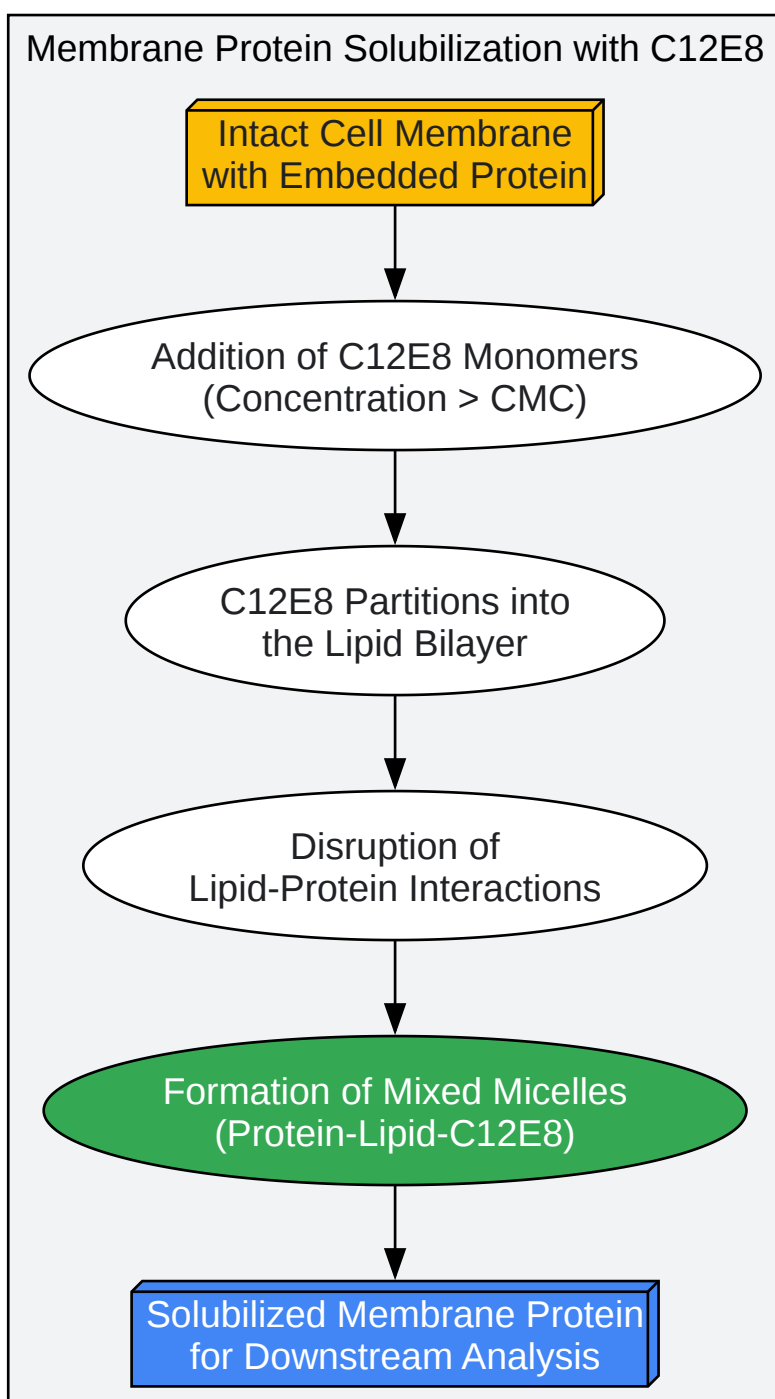 Membrane Protein Solubilization with C12E8
Intact Cell Membrane
with Embedded Protein
Addition of C12E8 Monomers
(Concentration > CMC)
C12E8 Partitions into
the Lipid Bilayer
Disruption of
Lipid-Protein Interactions
Formation of Mixed Micelles
(Protein-Lipid-C12E8)
Solubilized Membrane Protein
for Downstream Analysis